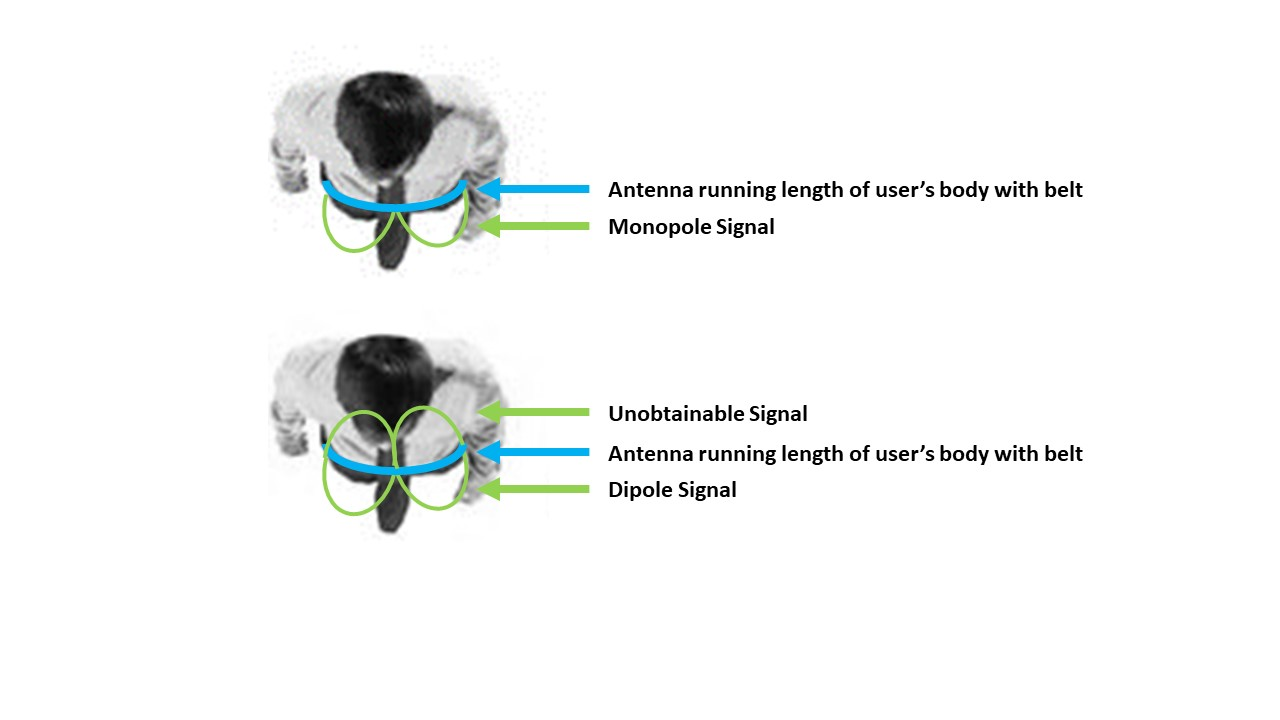 Antenna running length of user’s body with belt
Monopole Signal
Unobtainable Signal
Antenna running length of user’s body with belt
Dipole Signal